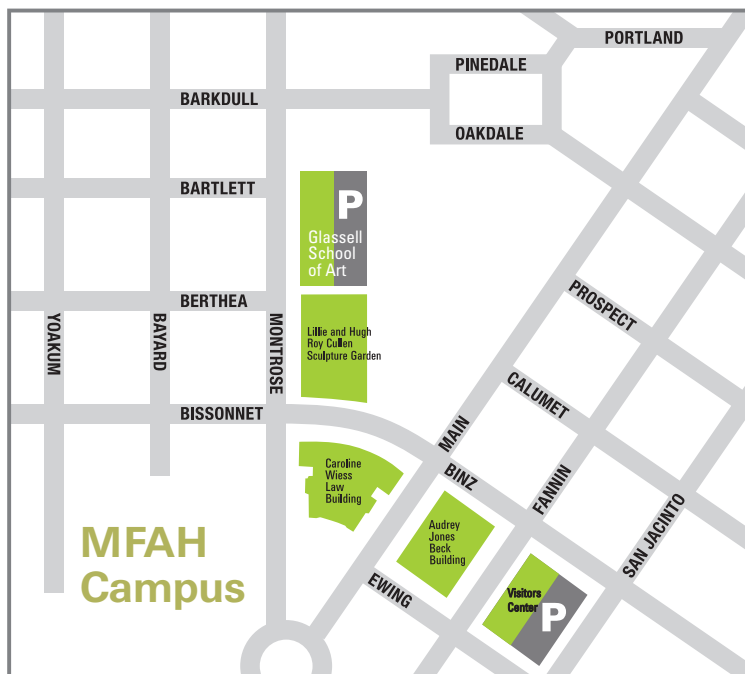 PORTLAND
PINEDALE
BARKDULL
OAKDALE
BARTLETT
P
Glassell
School
of Art
PROSPECT
BERTHEA
YOAKUM
BAYARD
MONTROSE
Lillie and Hugh
Roy Cullen
Sculpture Garden
CALUMET
BISSONNET
MAIN
BINZ
FANNIN
SAN JACINTO
Caroline
Wiess
Law
Building
Audrey
Jones
Beck
Building
MFAH
Campus
EWING
Visitors
Center
P